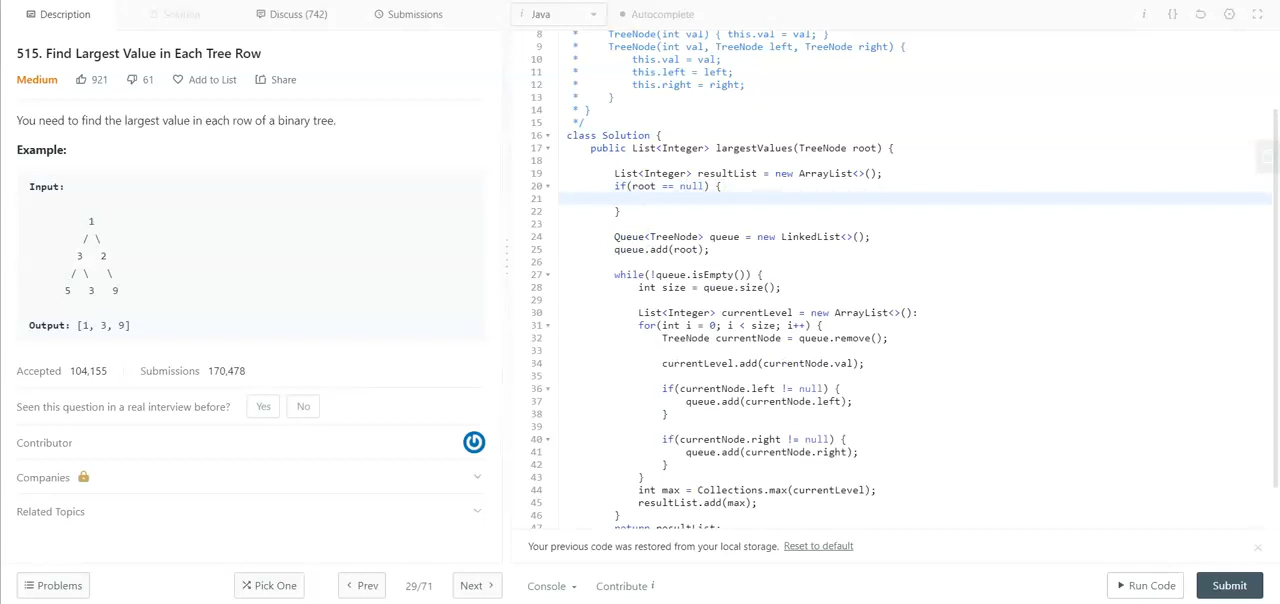 Description
Solution
Discuss (742)
Submissions
i Java
Autocomplete
i {}
515. Find Largest Value in Each Tree Row
Medium 921 61 Add to List Share
You need to find the largest value in each row of a binary tree.
Example:
Input:
1
/ \
3 2
/ \ \
5 3 9
Output: [1, 3, 9]
Accepted 104,155 Submissions 170,478
Seen this question in a real interview before? Yes No
Contributor
Companies
Related Topics
Problems
Pick One
Prev
29/71
Next
8 * TreeNode(int val) { this.val = val; }
9 * TreeNode(int val, TreeNode left, TreeNode right) {
10 * this.val = val;
11 * this.left = left;
12 * this.right = right;
13 * }
14 * }
15 */
16 class Solution {
17 public List<Integer> largestValues(TreeNode root) {
18
19 List<Integer> resultList = new ArrayList<>();
20 if(root == null) {
21
22 }
23
24 Queue<TreeNode> queue = new LinkedList<>();
25 queue.add(root);
26
27 while(!queue.isEmpty()) {
28 int size = queue.size();
29
30 List<Integer> currentLevel = new ArrayList<>():
31 for(int i = 0; i < size; i++) {
32 TreeNode currentNode = queue.remove();
33
34 currentLevel.add(currentNode.val);
35
36 if(currentNode.left != null) {
37 queue.add(currentNode.left);
38 }
39
40 if(currentNode.right != null) {
41 queue.add(currentNode.right);
42 }
43 }
44 int max = Collections.max(currentLevel);
45 resultList.add(max);
46 }
47 return resultList;
Your previous code was restored from your local storage. Reset to default
Console
Contribute i
Run Code
Submit